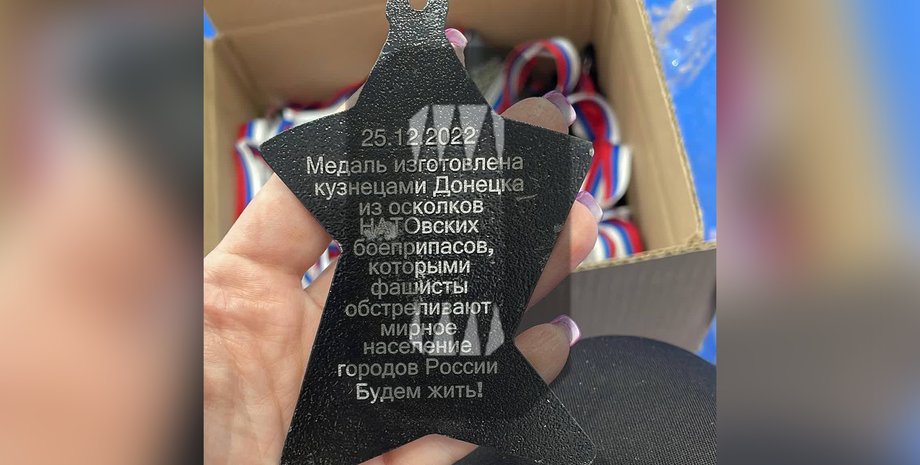 25.12.2022
Медаль изготовлена
кузнецами Донецка
из осколков
НАТОвских
боеприпасов,
которыми
фашисты
обстреливают
мирное
население
городов России
Будем жить!